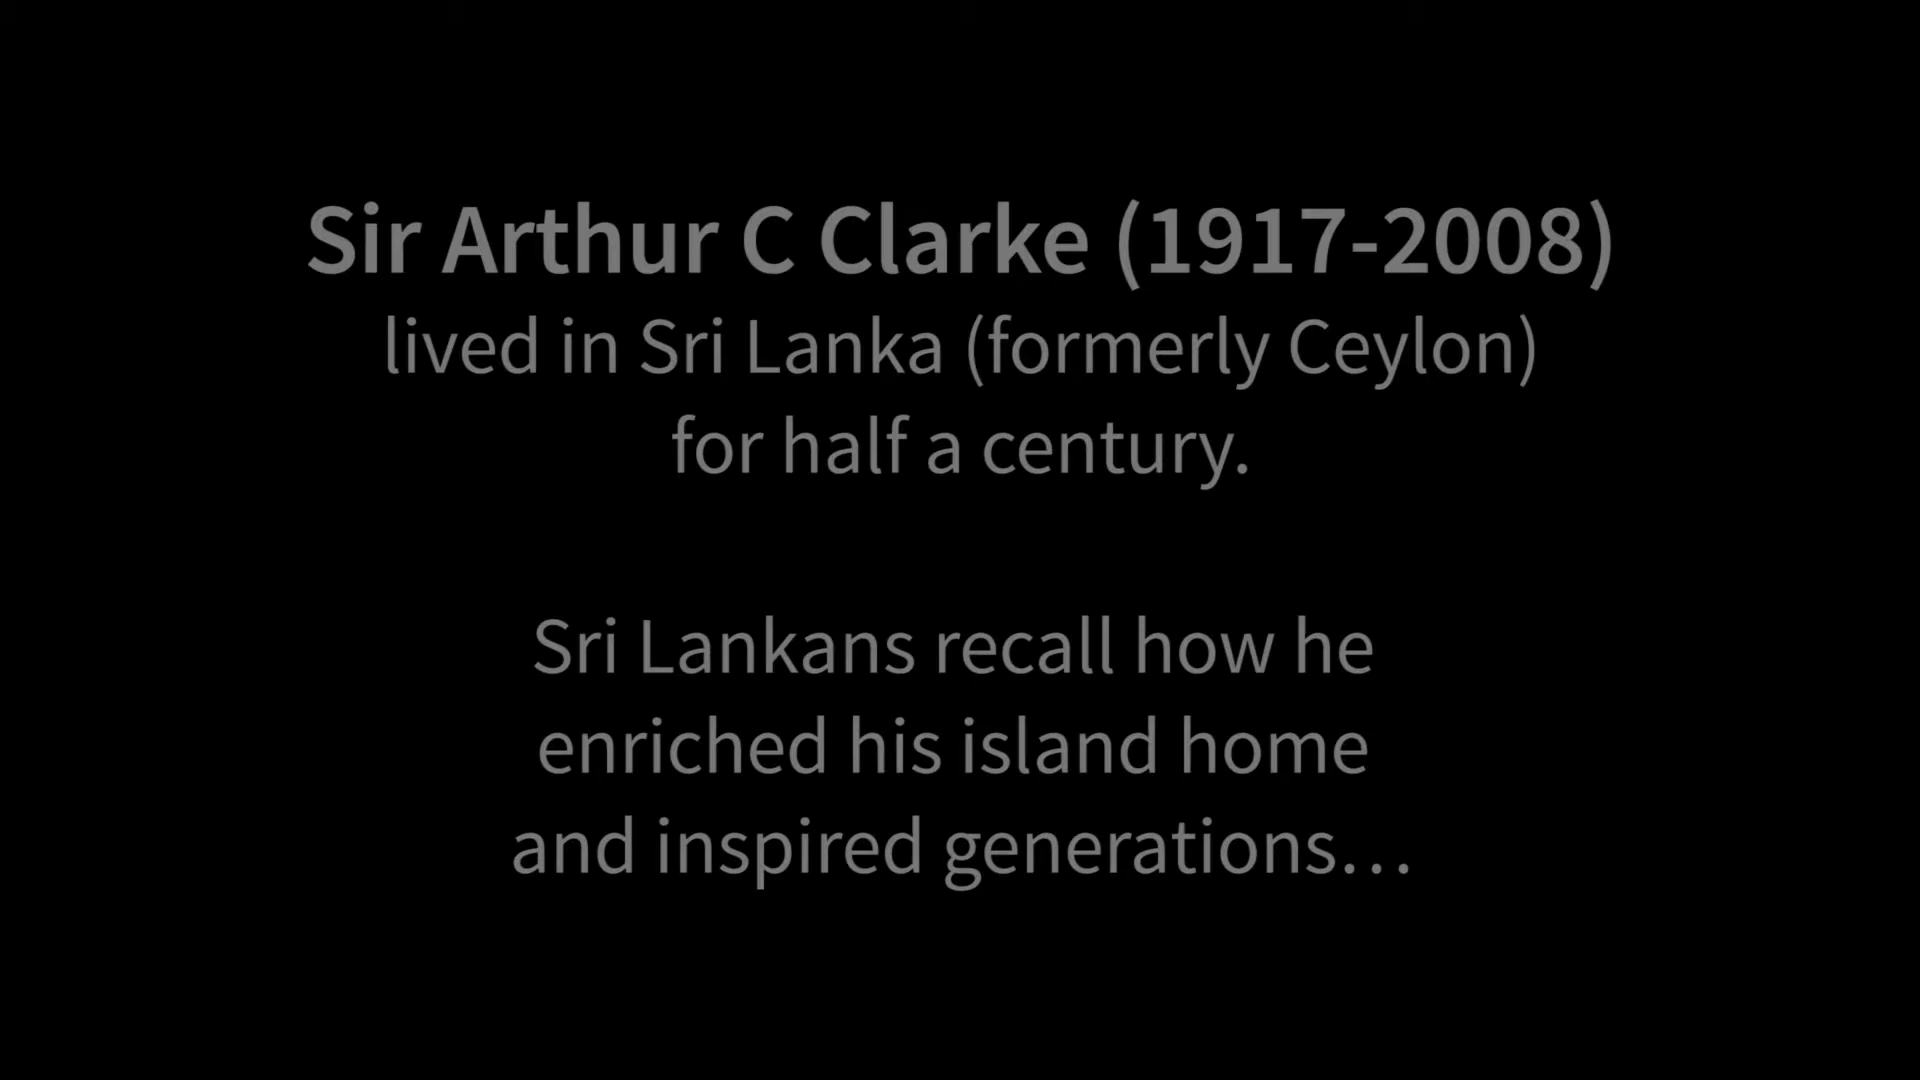 Sir Arthur C Clarke (1917-2008)
lived in Sri Lanka (formerly Ceylon)
for half a century.
Sri Lankans recall how he
enriched his island home
and inspired generations…